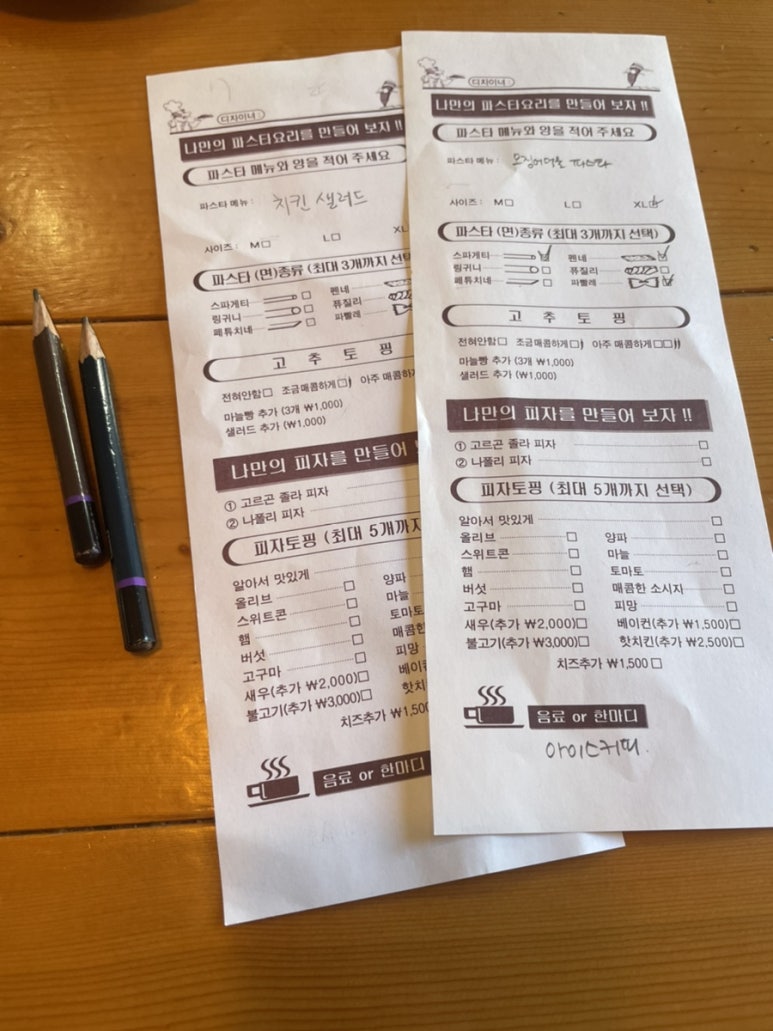 디자이너 :
나만의 파스타요리를 만들어 보자 !!
파스타 메뉴와 양을 적어 주세요
파스타 메뉴 : 치킨 샐러드
사이즈 : M□ L□ XL
파스타 (면)종류 (최대 3개까지 선택
스파게티 □ 펜네
링귀니 □ 퓨질리
페튜치네 □ 파빨레
고 추 토 핑
전혀안함□ 조금매콤하게□ 아주 매콤하
마늘빵 추가 (3개 ₩1,000)
샐러드 추가 (₩1,000)
나만의 피자를 만들어
① 고르곤 졸라 피자
② 나폴리 피자
피자토핑 (최대 5개까지
알아서 맛있게
올리브 □ 양파
스위트콘 □ 마늘
햄 □ 토마토
버섯 □ 매콤한
고구마 □ 피망
새우(추가 ₩2,000)□ 베이컨
불고기(추가 ₩3,000)□ 핫치
치즈추가 ₩1,500
음료 or 한마디
디자이너 :
나만의 파스타요리를 만들어 보자 !!
파스타 메뉴와 양을 적어 주세요
파스타 메뉴 : 오징어먹물 파스타
사이즈 : M□ L□ XL☑
파스타 (면)종류 (최대 3개까지 선택)
스파게티 ☑ 펜네 ☑
링귀니 □ 퓨질리 □
페튜치네 □ 파빨레 ☑
고 추 토 핑
전혀안함□ 조금매콤하게□ 아주 매콤하게□□
마늘빵 추가 (3개 ₩1,000)
샐러드 추가 (₩1,000)
나만의 피자를 만들어 보자 !!
① 고르곤 졸라 피자 □
② 나폴리 피자 □
피자토핑 (최대 5개까지 선택)
알아서 맛있게 □
올리브 □ 양파 □
스위트콘 □ 마늘 □
햄 □ 토마토 □
버섯 □ 매콤한 소시자 □
고구마 □ 피망 □
새우(추가 ₩2,000)□ 베이컨(추가 ₩1,500)□
불고기(추가 ₩3,000)□ 핫치킨(추가 ₩2,500)□
치즈추가 ₩1,500 □
음료 or 한마디
아이스커피.